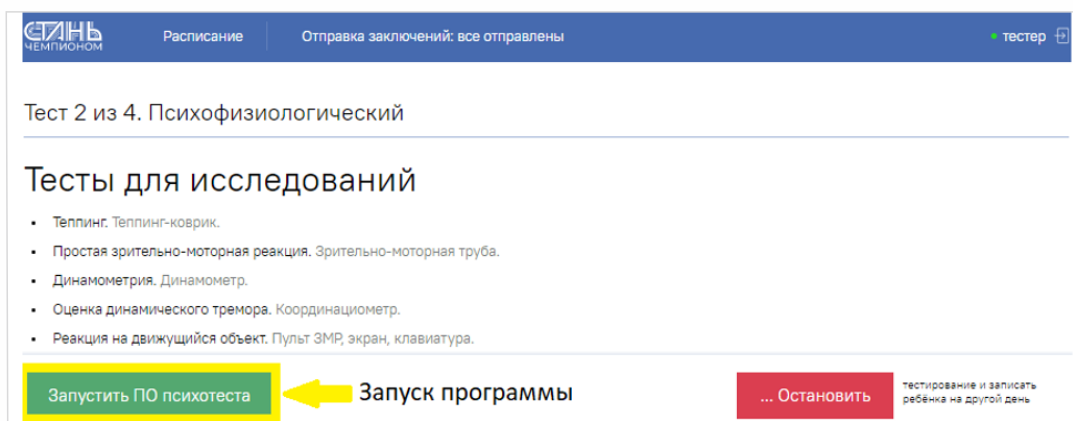 СТАНЬ
ЧЕМПИОНОМ
Расписание
Отправка заключений: все отправлены
тестер
Тест 2 из 4. Психофизиологический
Тесты для исследований
▪ Теппинг. Теппинг-коврик.
▪ Простая зрительно-моторная реакция. Зрительно-моторная труба.
▪ Динамометрия. Динамометр.
▪ Оценка динамического тремора. Координациометр.
▪ Реакция на движущийся объект. Пульт ЗМР, экран, клавиатура.
Запустить ПО психотеста
Запуск программы
... Остановить
тестирование и записать
ребёнка на другой день